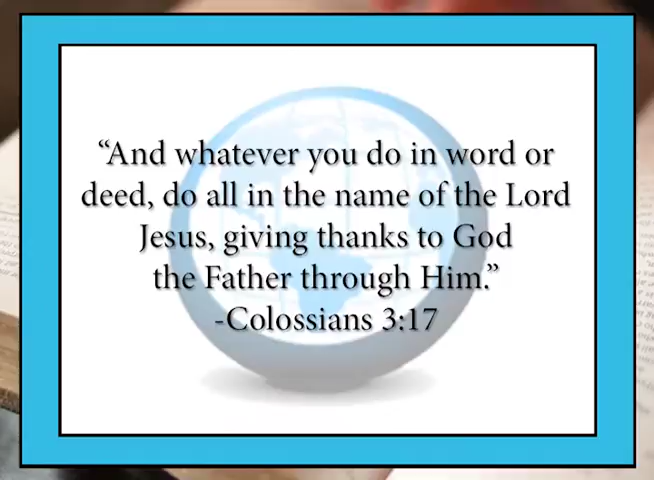 “And whatever you do in word or
deed, do all in the name of the Lord
Jesus, giving thanks to God
the Father through Him.”
-Colossians 3:17